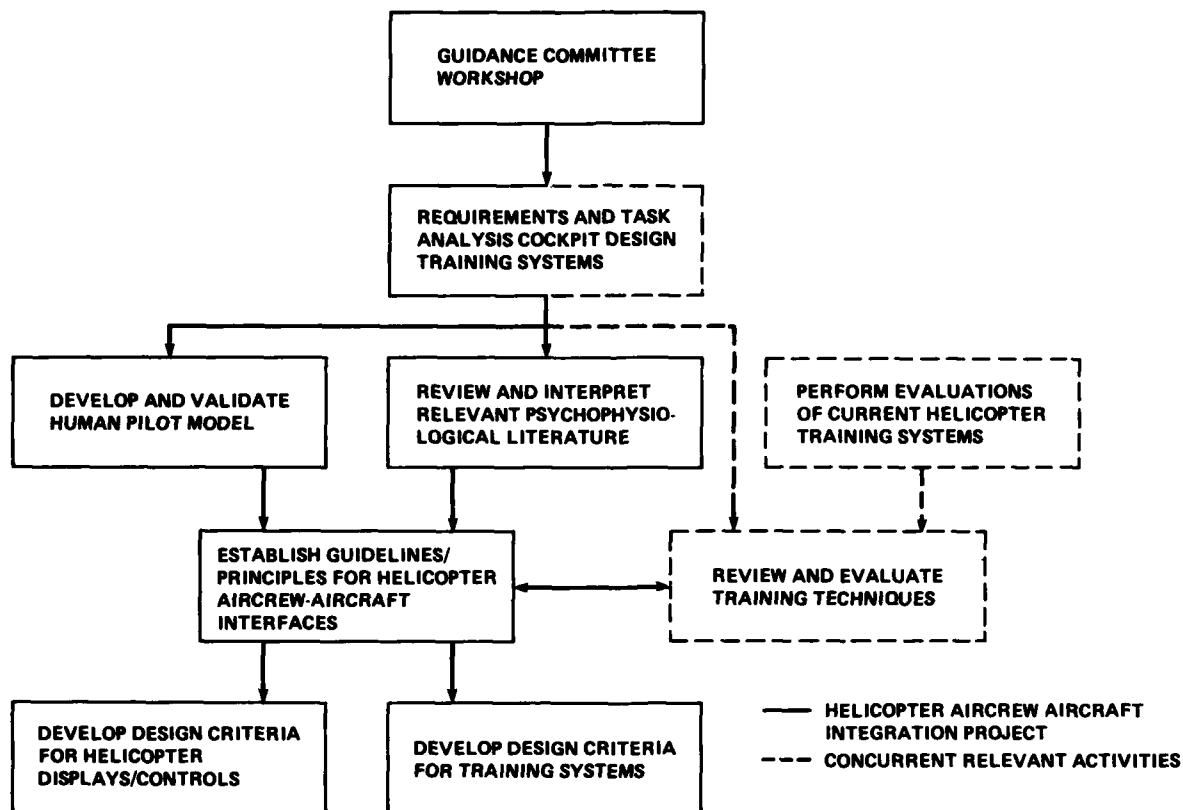 GUIDANCE COMMITTEE
WORKSHOP
REQUIREMENTS AND TASK
ANALYSIS COCKPIT DESIGN
TRAINING SYSTEMS
DEVELOP AND VALIDATE
HUMAN PILOT MODEL
REVIEW AND INTERPRET
RELEVANT PSYCHOPHYSIO-
LOGICAL LITERATURE
PERFORM EVALUATIONS
OF CURRENT HELICOPTER
TRAINING SYSTEMS
ESTABLISH GUIDELINES/
PRINCIPLES FOR HELICOPTER
AIRCREW-AIRCRAFT
INTERFACES
REVIEW AND EVALUATE
TRAINING TECHNIQUES
DEVELOP DESIGN CRITERIA
FOR HELICOPTER
DISPLAYS/CONTROLS
DEVELOP DESIGN CRITERIA
FOR TRAINING SYSTEMS
HELICOPTER AIRCREW AIRCRAFT
INTEGRATION PROJECT
CONCURRENT RELEVANT ACTIVITIES